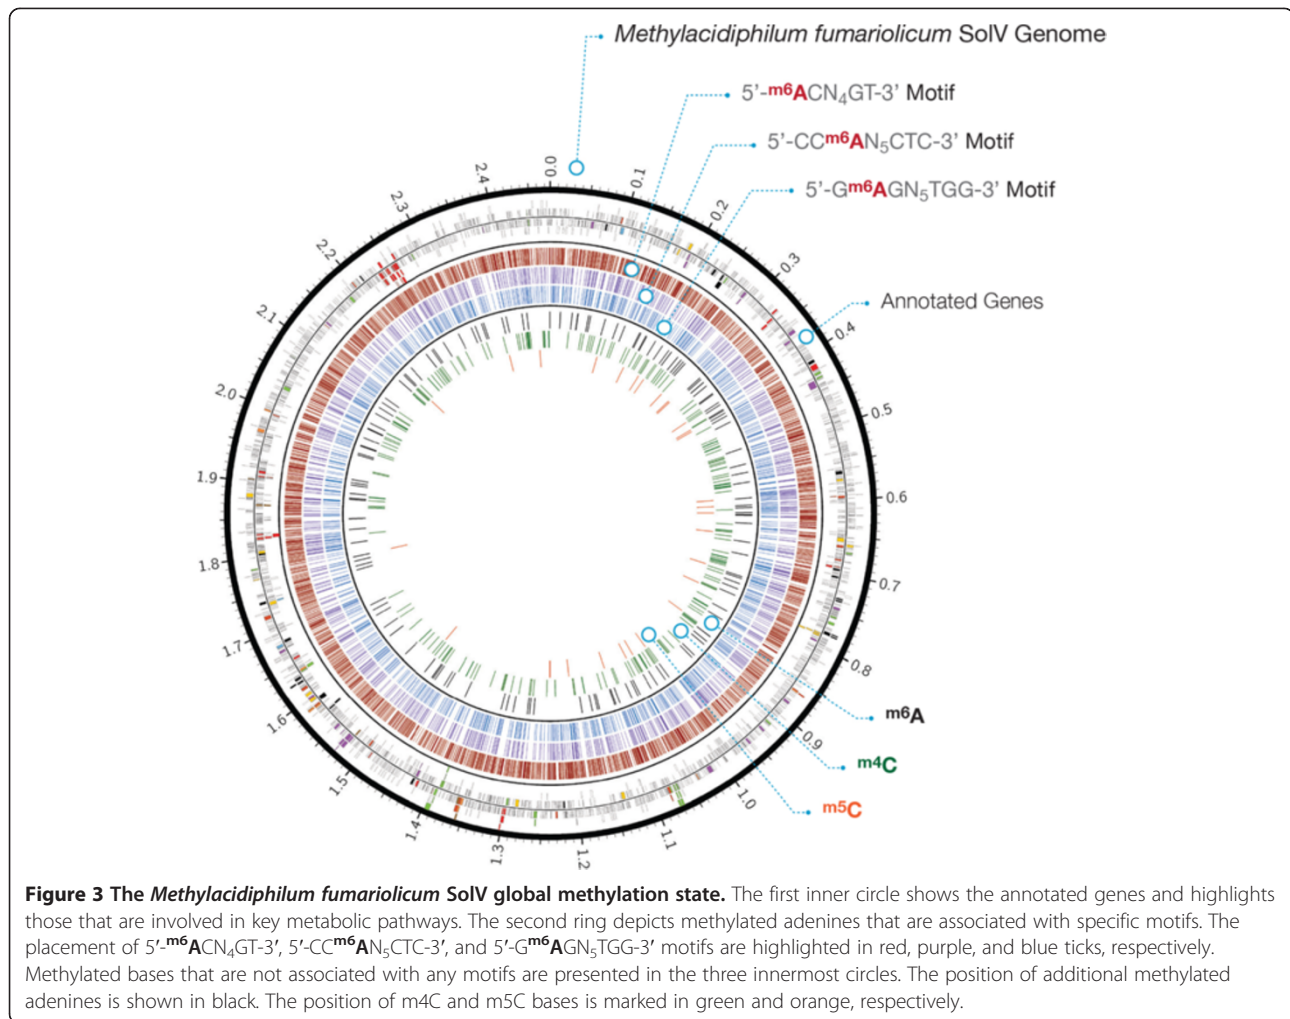 Methylacidiphilum fumariolicum SolV Genome
5’-m6ACN4GT-3’ Motif
5’-CCm6AN5CTC-3’ Motif
5’-Gm6AGN5TGG-3’ Motif
Annotated Genes
0.0
0.1
0.2
0.3
0.4
0.5
0.6
0.7
0.8
0.9
1.0
1.1
1.2
1.3
1.4
1.5
1.6
1.7
1.8
1.9
2.0
2.1
2.2
2.3
2.4
m6A
m4C
m5C
Figure 3 The Methylacidiphilum fumariolicum SolV global methylation state. The first inner circle shows the annotated genes and highlights
those that are involved in key metabolic pathways. The second ring depicts methylated adenines that are associated with specific motifs. The
placement of 5′-m6ACN4GT-3′, 5′-CCm6AN5CTC-3′, and 5′-Gm6AGN5TGG-3′ motifs are highlighted in red, purple, and blue ticks, respectively.
Methylated bases that are not associated with any motifs are presented in the three innermost circles. The position of additional methylated
adenines is shown in black. The position of m4C and m5C bases is marked in green and orange, respectively.